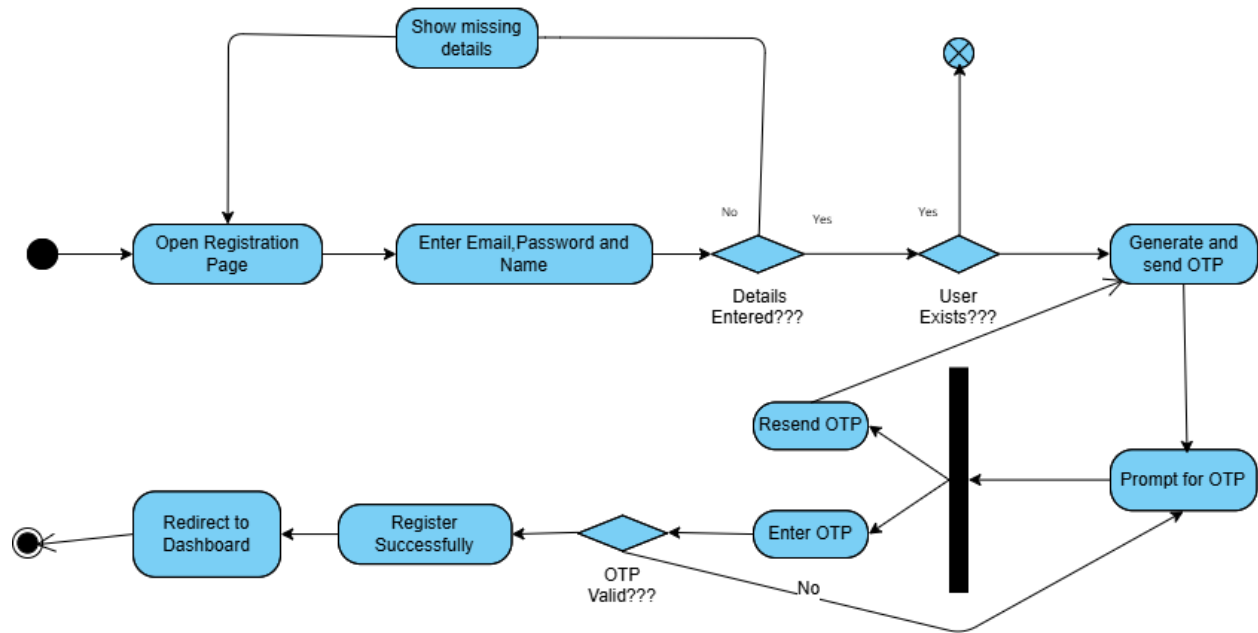 Show missing
details
No
Yes
Yes
Open Registration
Page
Enter Email,Password and
Name
Generate and
send OTP
Details
Entered???
User
Exists???
Resend OTP
Prompt for OTP
Redirect to
Dashboard
Register
Successfully
Enter OTP
OTP
Valid???
No